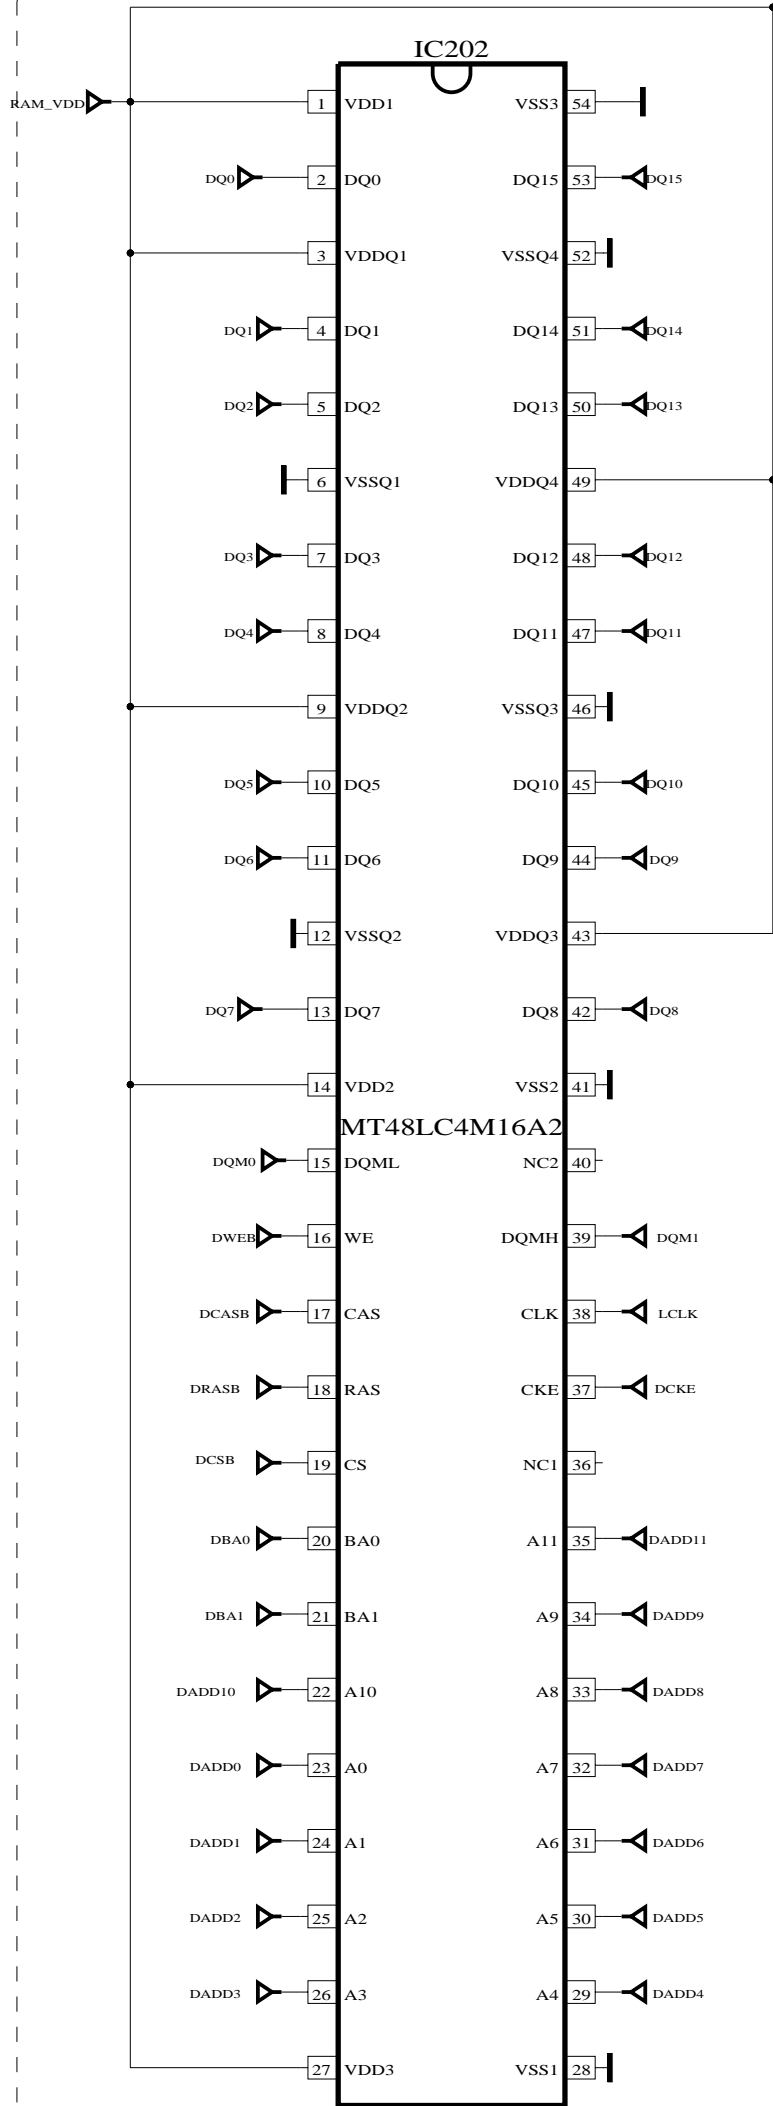 IC202
RAM_VDD 1 VDD1 VSS3 54
DQ0 2 DQ0 DQ15 53 DQ15
3 VDDQ1 VSSQ4 52
DQ1 4 DQ1 DQ14 51 DQ14
DQ2 5 DQ2 DQ13 50 DQ13
6 VSSQ1 VDDQ4 49
DQ3 7 DQ3 DQ12 48 DQ12
DQ4 8 DQ4 DQ11 47 DQ11
9 VDDQ2 VSSQ3 46
DQ5 10 DQ5 DQ10 45 DQ10
DQ6 11 DQ6 DQ9 44 DQ9
12 VSSQ2 VDDQ3 43
DQ7 13 DQ7 DQ8 42 DQ8
14 VDD2 VSS2 41
MT48LC4M16A2
DQM0 15 DQML NC2 40
DWEB 16 WE DQMH 39 DQM1
DCASB 17 CAS CLK 38 LCLK
DRASB 18 RAS CKE 37 DCKE
DCSB 19 CS NC1 36
DBA0 20 BA0 A11 35 DADD11
DBA1 21 BA1 A9 34 DADD9
DADD10 22 A10 A8 33 DADD8
DADD0 23 A0 A7 32 DADD7
DADD1 24 A1 A6 31 DADD6
DADD2 25 A2 A5 30 DADD5
DADD3 26 A3 A4 29 DADD4
27 VDD3 VSS1 28